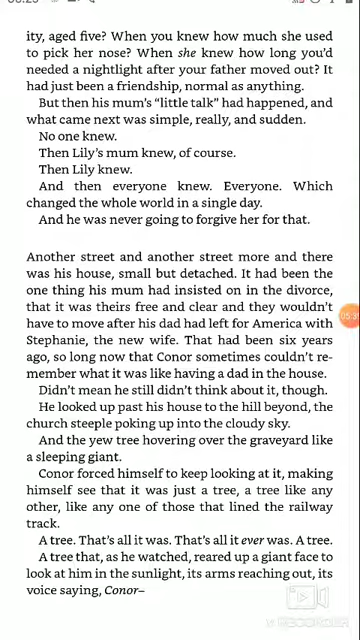 ity, aged five? When you knew how much she used
to pick her nose? When she knew how long you’d
needed a nightlight after your father moved out? It
had just been a friendship, normal as anything.
But then his mum’s “little talk” had happened, and
what came next was simple, really, and sudden.
No one knew.
Then Lily’s mum knew, of course.
Then Lily knew.
And then everyone knew. Everyone. Which
changed the whole world in a single day.
And he was never going to forgive her for that.
Another street and another street more and there
was his house, small but detached. It had been the
one thing his mum had insisted on in the divorce,
that it was theirs free and clear and they wouldn’t
have to move after his dad had left for America with
Stephanie, the new wife. That had been six years
ago, so long now that Conor sometimes couldn’t re-
member what it was like having a dad in the house.
Didn’t mean he still didn’t think about it, though.
He looked up past his house to the hill beyond, the
church steeple poking up into the cloudy sky.
And the yew tree hovering over the graveyard like
a sleeping giant.
Conor forced himself to keep looking at it, making
himself see that it was just a tree, a tree like any
other, like any one of those that lined the railway
track.
A tree. That’s all it was. That’s all it ever was. A tree.
A tree that, as he watched, reared up a giant face to
look at him in the sunlight, its arms reaching out, its
voice saying, Conor–